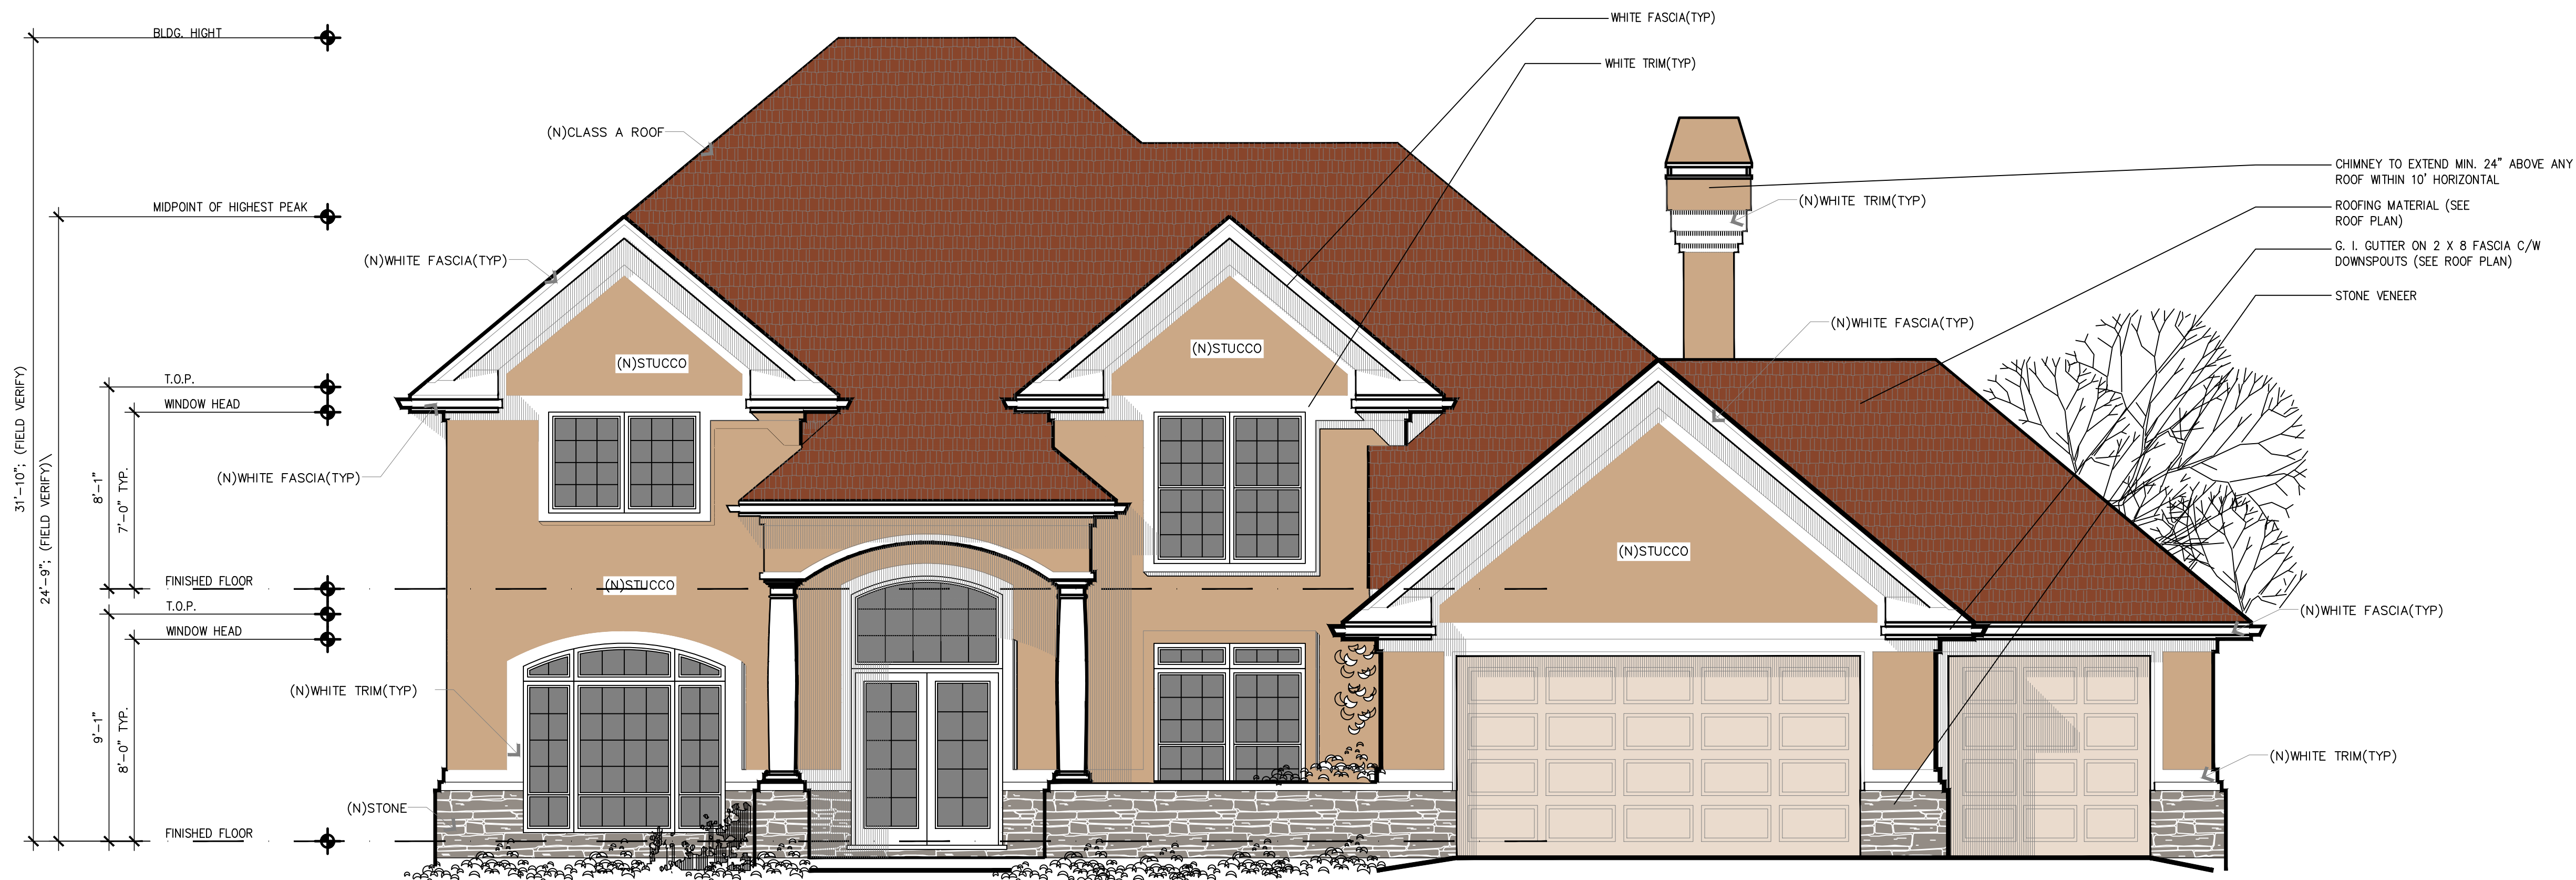 BLDG. HIGHT
MIDPOINT OF HIGHEST PEAK
T.O.P.
WINDOW HEAD
FINISHED FLOOR
T.O.P.
WINDOW HEAD
FINISHED FLOOR
31'-10"; (FIELD VERIFY)
24'-9"; (FIELD VERIFY)\
8'-1"
7'-0" TYP.
9'-1"
8'-0" TYP.
(N)CLASS A ROOF
(N)WHITE FASCIA(TYP)
(N)WHITE FASCIA(TYP)
(N)WHITE TRIM(TYP)
(N)STONE
(N)STUCCO
(N)STUCCO
(N)STUCCO
(N)STUCCO
WHITE FASCIA(TYP)
WHITE TRIM(TYP)
(N)WHITE TRIM(TYP)
(N)WHITE FASCIA(TYP)
CHIMNEY TO EXTEND MIN. 24" ABOVE ANY
ROOF WITHIN 10' HORIZONTAL
ROOFING MATERIAL (SEE
ROOF PLAN)
G. I. GUTTER ON 2 X 8 FASCIA C/W
DOWNSPOUTS (SEE ROOF PLAN)
STONE VENEER
(N)WHITE FASCIA(TYP)
(N)WHITE TRIM(TYP)